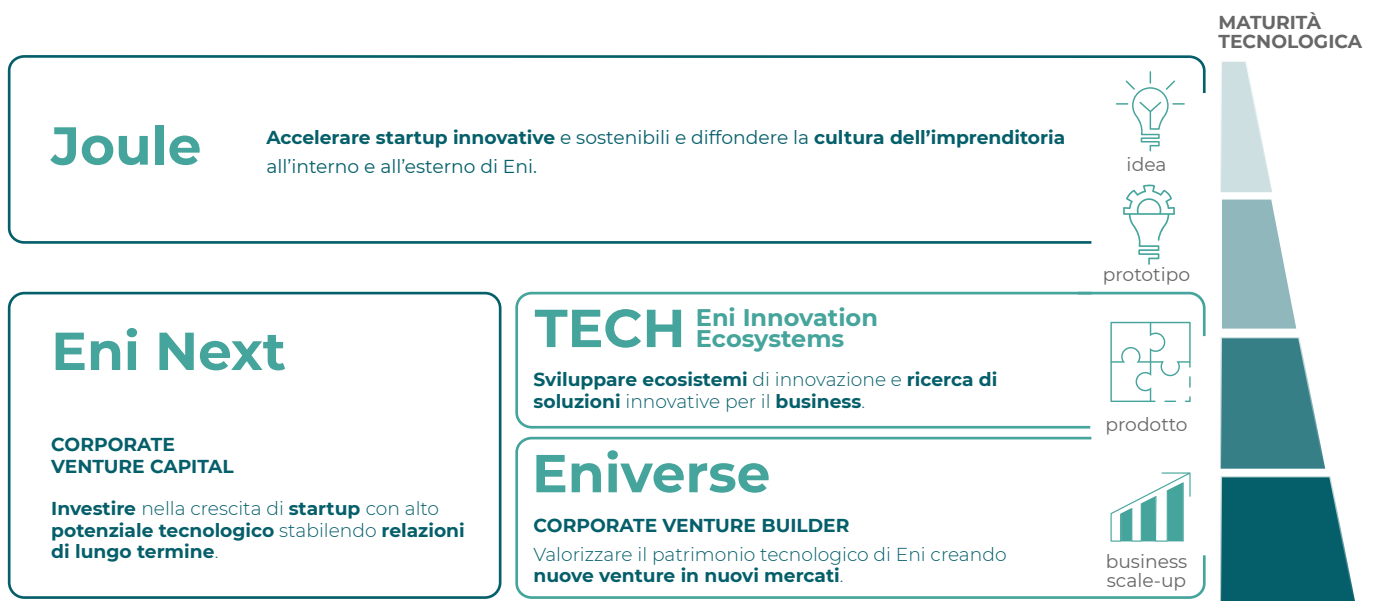 MATURITÀ
TECNOLOGICA
Joule
Accelerare startup innovative e sostenibili e diffondere la cultura dell’imprenditoria
all’interno e all’esterno di Eni.
idea
prototipo
Eni Next
CORPORATE
VENTURE CAPITAL
Investire nella crescita di startup con alto
potenziale tecnologico stabilendo relazioni
di lungo termine.
TECH
Eni Innovation
Ecosystems
Sviluppare ecosistemi di innovazione e ricerca di
soluzioni innovative per il business.
prodotto
Eniverse
CORPORATE VENTURE BUILDER
Valorizzare il patrimonio tecnologico di Eni creando
nuove venture in nuovi mercati.
business
scale-up